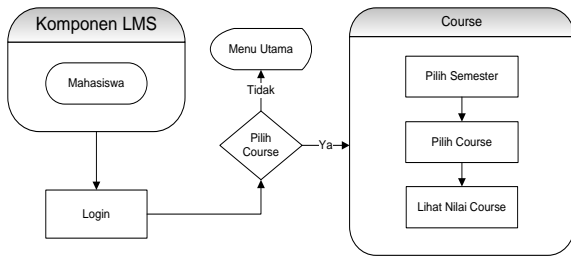 Komponen LMS
Mahasiswa
Login
Menu Utama
Tidak
Pilih
Course
Ya
Course
Pilih Semester
Pilih Course
Lihat Nilai Course